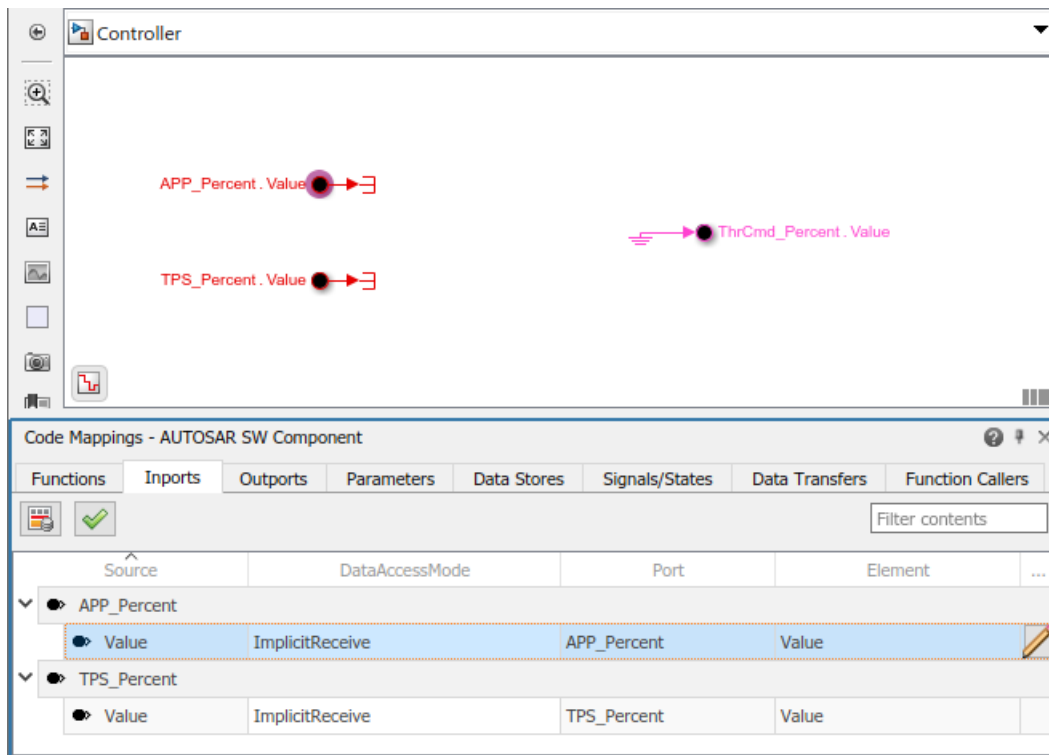 Controller
APP_Percent . Value
ThrCmd_Percent . Value
TPS_Percent . Value
Code Mappings - AUTOSAR SW Component
Functions Inports Outports Parameters Data Stores Signals/States Data Transfers Function Callers
Filter contents
Source DataAccessMode Port Element ...
APP_Percent
Value ImplicitReceive APP_Percent Value
TPS_Percent
Value ImplicitReceive TPS_Percent Value